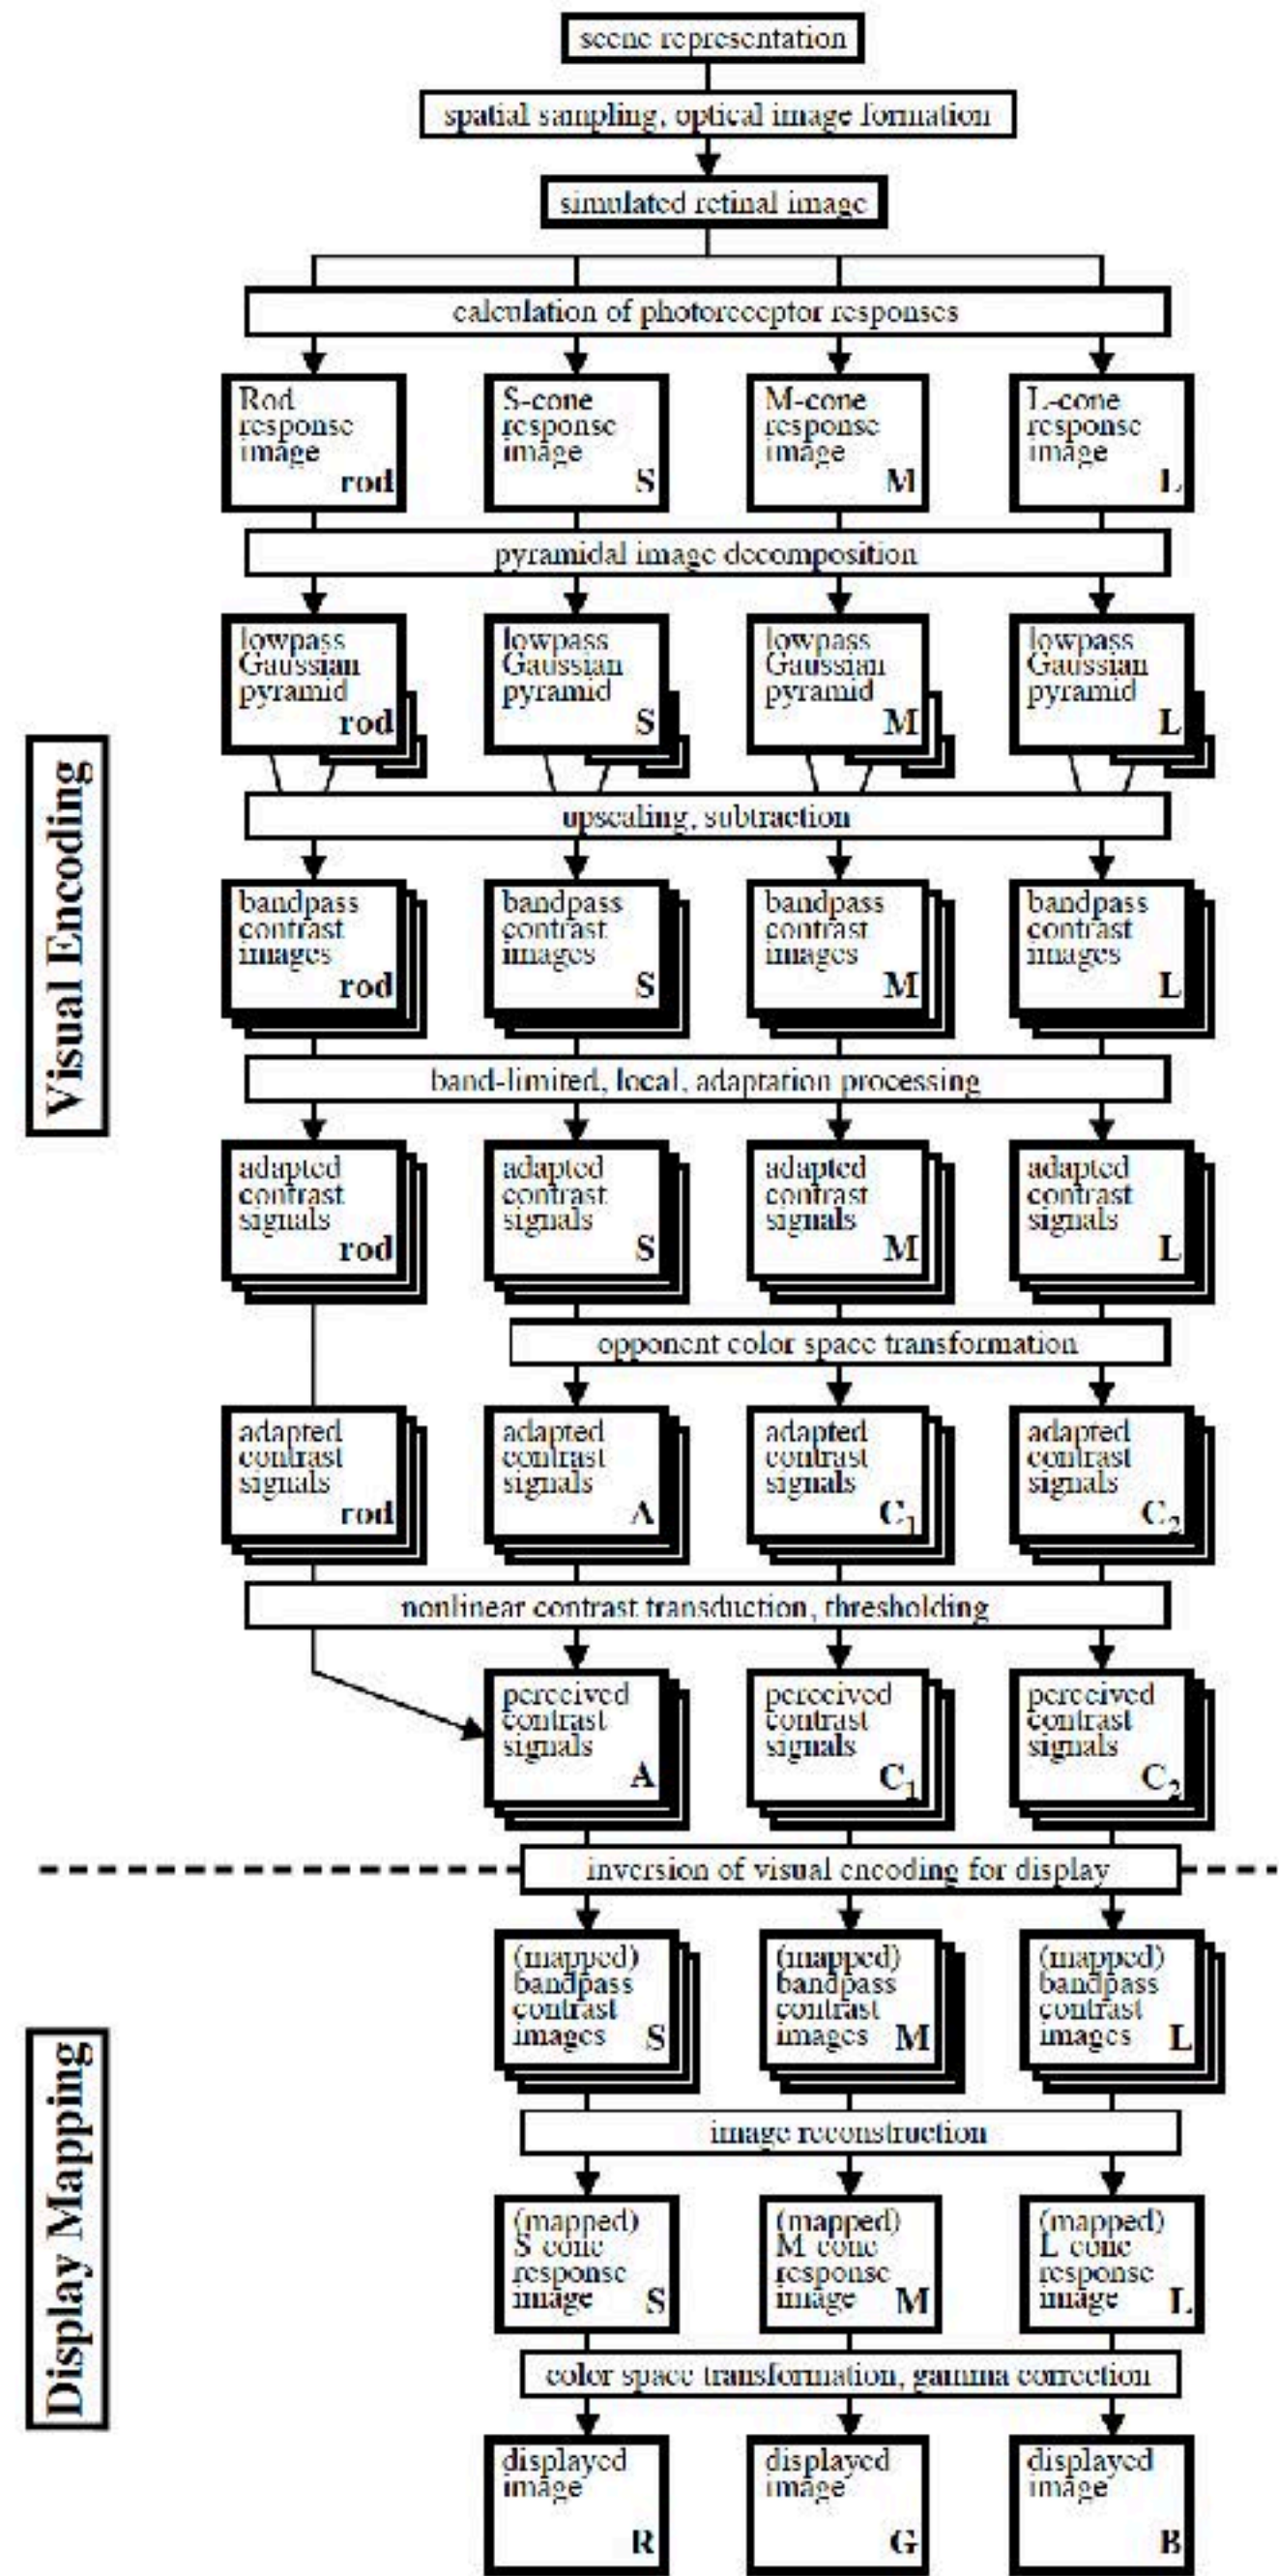 scene representation
spatial sampling, optical image formation
simulated retinal image
calculation of photoreceptor responses
Rod
response
image
rod
S-cone
response
image
S
M-cone
response
image
M
L-cone
response
image
L
pyramidal image decomposition
lowpass
Gaussian
pyramid
rod
lowpass
Gaussian
pyramid
S
lowpass
Gaussian
pyramid
M
lowpass
Gaussian
pyramid
L
upscaling, subtraction
bandpass
contrast
images
rod
bandpass
contrast
images
S
bandpass
contrast
images
M
bandpass
contrast
images
L
Visual Encoding
band-limited, local, adaptation processing
adapted
contrast
signals
rod
adapted
contrast
signals
S
adapted
contrast
signals
M
adapted
contrast
signals
L
opponent color space transformation
adapted
contrast
signals
rod
adapted
contrast
signals
A
adapted
contrast
signals
C1
adapted
contrast
signals
C2
nonlinear contrast transduction, thresholding
perceived
contrast
signals
A
perceived
contrast
signals
C1
perceived
contrast
signals
C2
inversion of visual encoding for display
(mapped)
bandpass
contrast
images S
(mapped)
bandpass
contrast
images M
(mapped)
bandpass
contrast
images L
Display Mapping
image reconstruction
(mapped)
S cone
response
image S
(mapped)
M cone
response
image M
(mapped)
L cone
response
image L
color space transformation, gamma correction
displayed
image
R
displayed
image
G
displayed
image
B